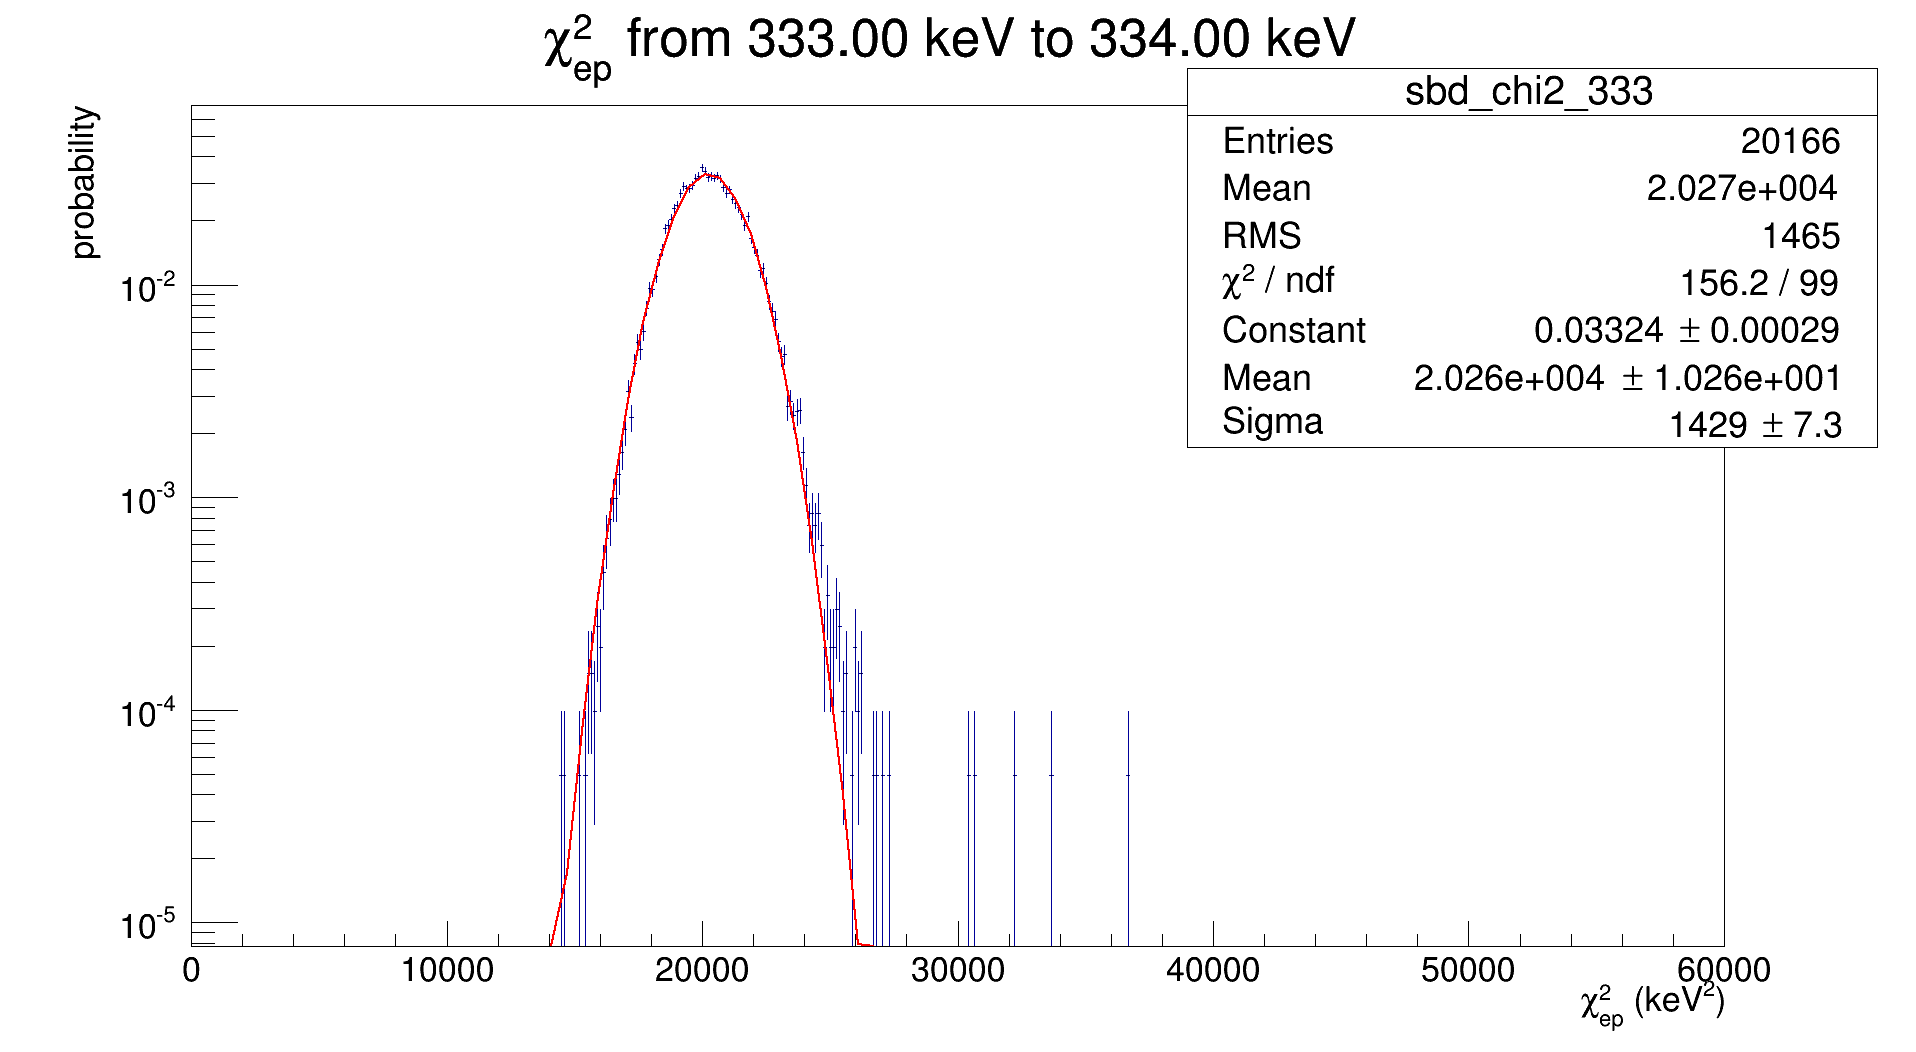 χ²ep from 333.00 keV to 334.00 keV
sbd_chi2_333
Entries 20166
Mean 2.027e+004
RMS 1465
χ² / ndf 156.2 / 99
Constant 0.03324 ± 0.00029
Mean 2.026e+004 ± 1.026e+001
Sigma 1429 ± 7.3
probability
10⁻²
10⁻³
10⁻⁴
10⁻⁵
0 10000 20000 30000 40000 50000 60000
χ²ep (keV²)